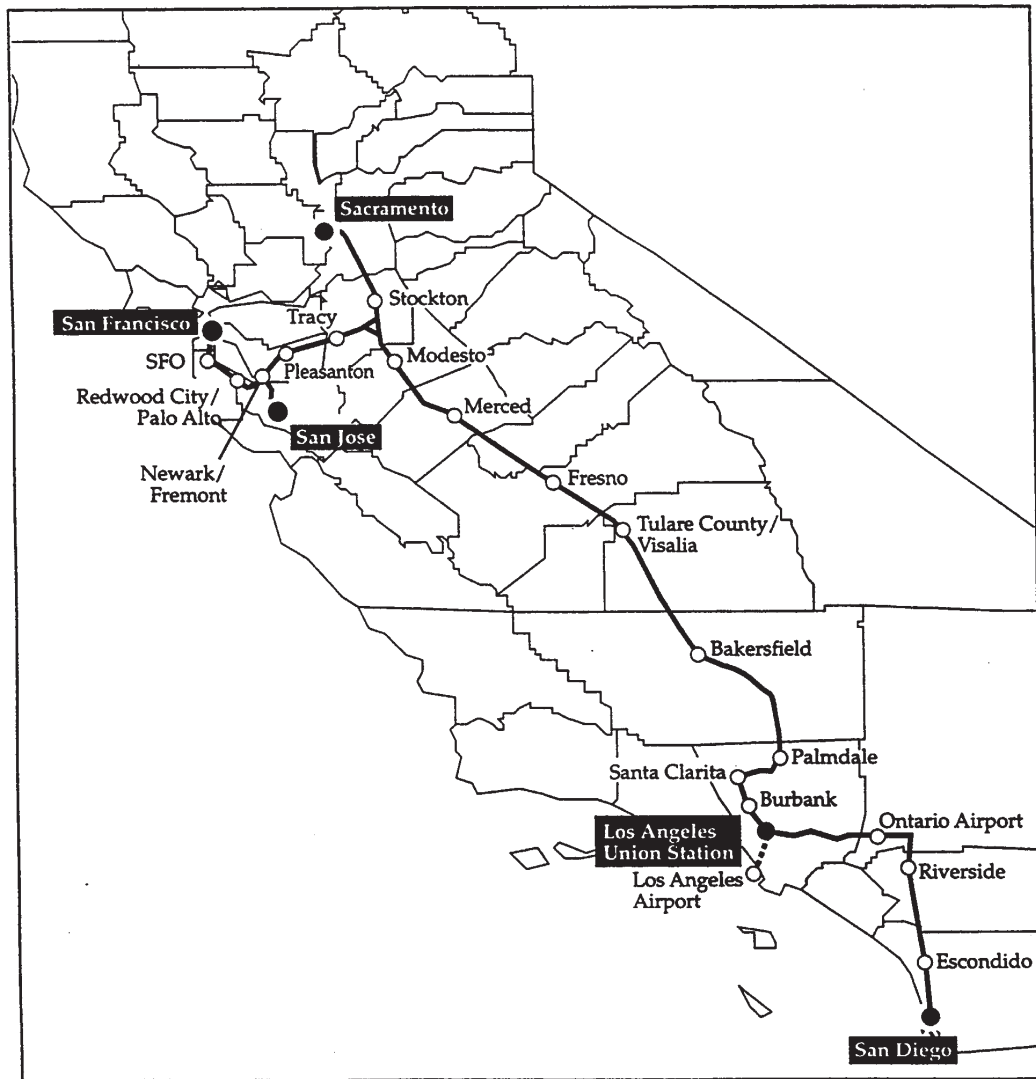 Sacramento
Stockton
San Francisco
Tracy
SFO
Pleasanton
Modesto
Redwood City/
Palo Alto
Merced
San Jose
Newark/
Fremont
Fresno
Tulare County/
Visalia
Bakersfield
Palmdale
Santa Clarita
Burbank
Ontario Airport
Los Angeles
Union Station
Los Angeles
Airport
Riverside
Escondido
San Diego